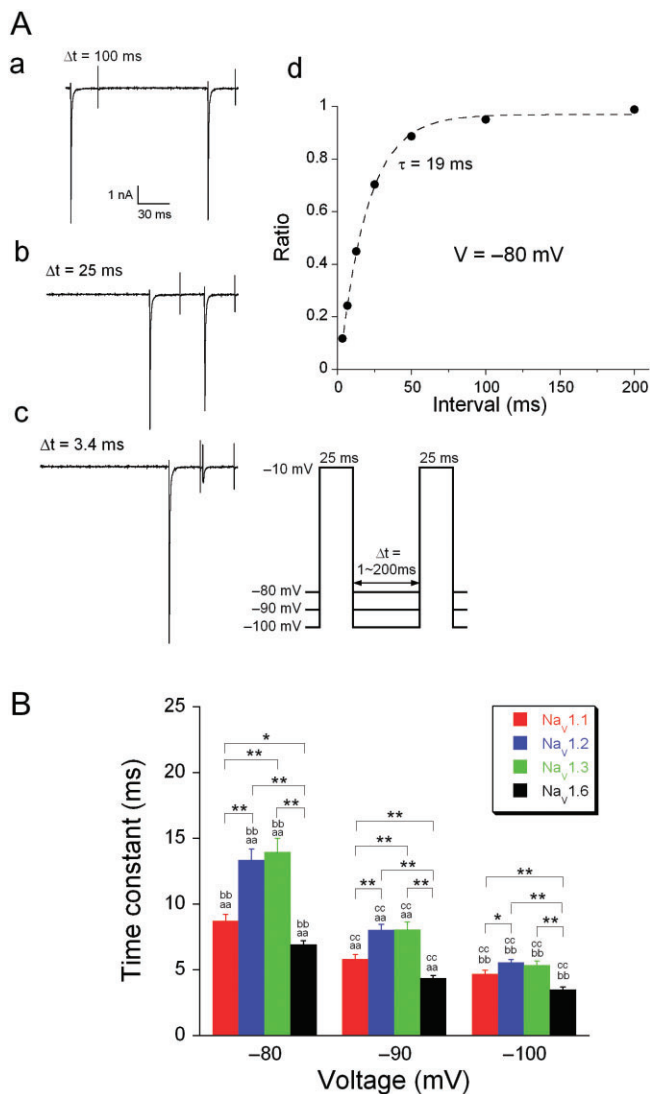 A
a
Δt = 100 ms
1 nA
30 ms
b
Δt = 25 ms
c
Δt = 3.4 ms
d
Ratio
1
0.8
0.6
0.4
0.2
0
τ = 19 ms
V = –80 mV
0 50 100 150 200
Interval (ms)
–10 mV
25 ms 25 ms
Δt =
1~200ms
–80 mV
–90 mV
–100 mV
B
Time constant (ms)
25
20
15
10
5
0
Nav1.1
Nav1.2
Nav1.3
Nav1.6
*
**
**
** **
bb aa
bb aa
bb aa
bb aa
**
**
**
** **
cc aa
cc aa
cc aa
cc aa
**
**
* **
cc bb
cc bb
cc bb
cc bb
–80 –90 –100
Voltage (mV)